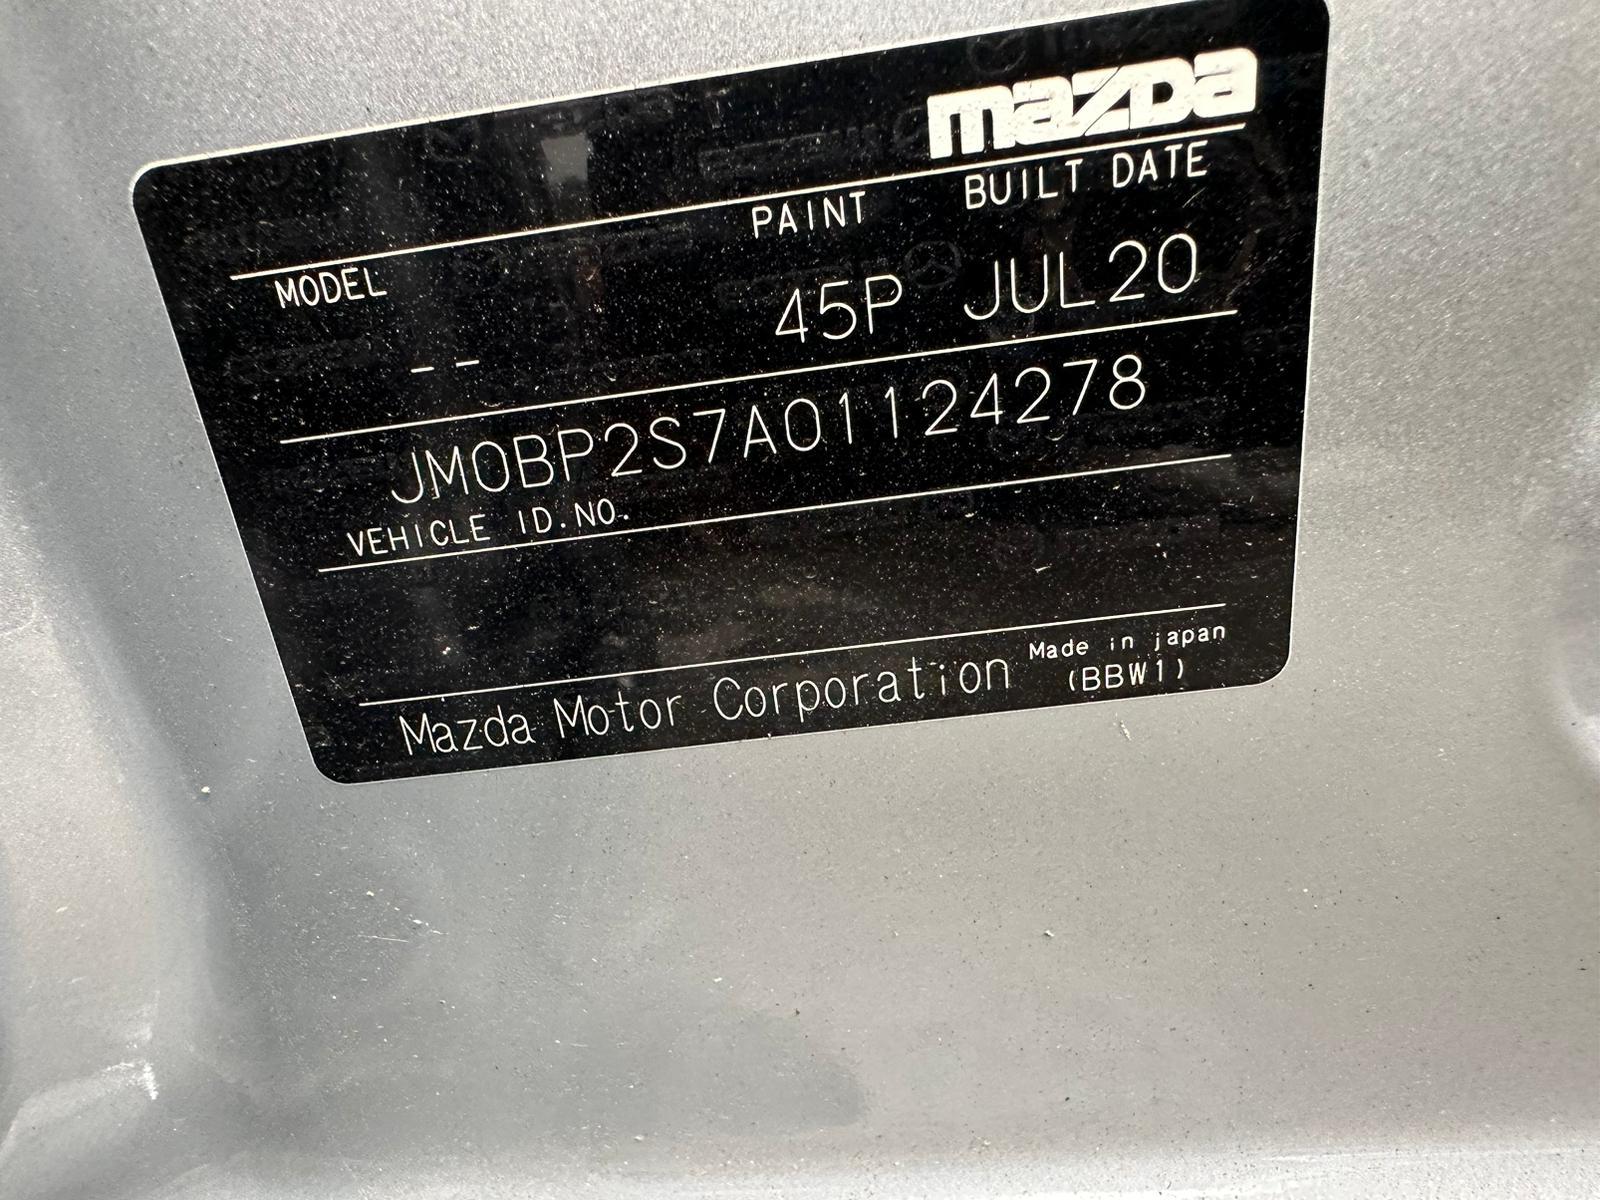 mazda
MODEL PAINT BUILT DATE
-- 45P JUL20
JM0BP2S7A01124278
VEHICLE ID.NO.
Mazda Motor Corporation Made in japan
(BBW1)